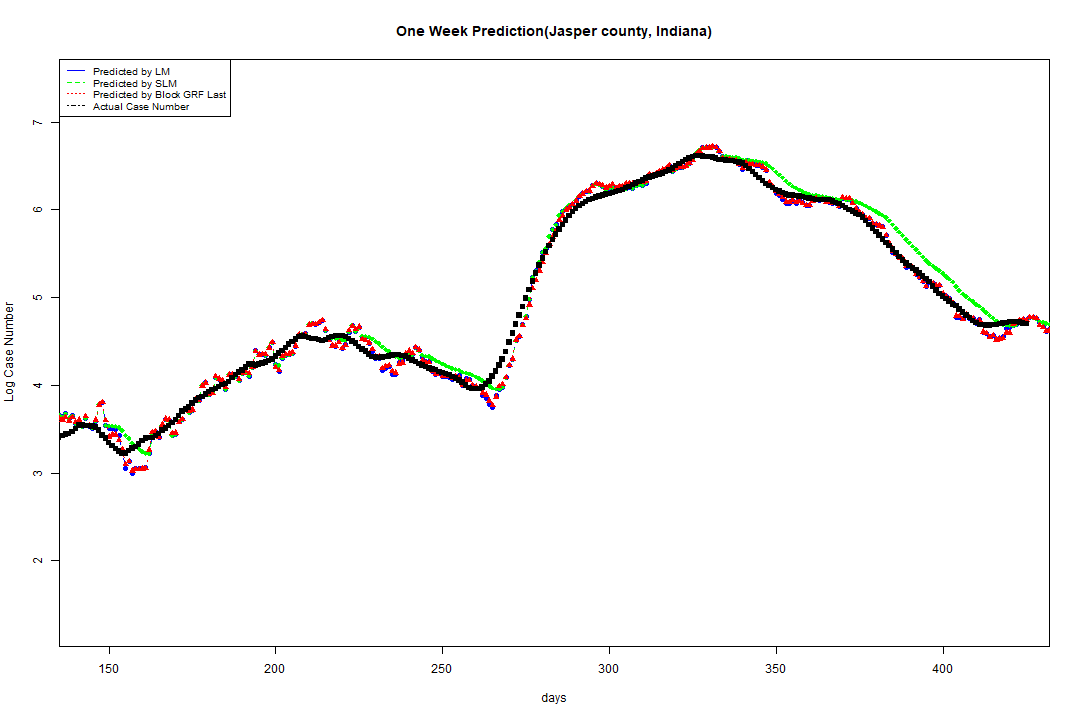 One Week Prediction(Jasper county, Indiana)
Predicted by LM
Predicted by SLM
Predicted by Block GRF Last
Actual Case Number
7
6
5
4
3
2
Log Case Number
150 200 250 300 350 400
days